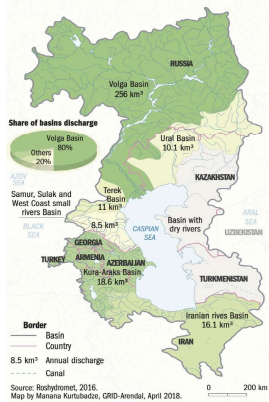 RUSSIA
Volga Basin
256 km³
Share of basins discharge
Volga Basin
80%
Others
20%
Ural Basin
10.1 km³
KAZAKHSTAN
AZOV
SEA
Terek
Basin
11 km³
Samur, Sulak and
West Coast small
rivers Basin
8.5 km³
BLACK
SEA
CASPIAN
SEA
Basin with
dry rivers
ARAL
SEA
UZBEKISTAN
GEORGIA
TURKEY
ARMENIA
AZERBAIJAN
Kura-Araks Basin
18.6 km³
TURKMENISTAN
Iranian rives Basin
16.1 km³
IRAN
Border
Basin
Country
8.5 km³ Annual discharge
Canal
Source: Roshydromet, 2016.
Map by Manana Kurtubadze, GRID-Arendal, April 2018.
0 200 km